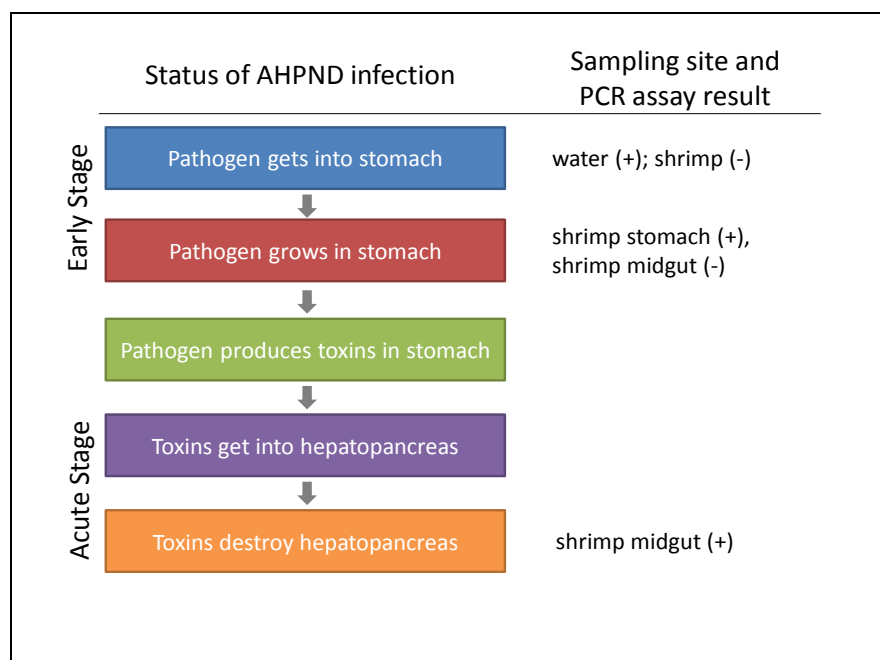 Status of AHPND infection
Sampling site and
PCR assay result
Early Stage
Pathogen gets into stomach
water (+); shrimp (-)
Pathogen grows in stomach
shrimp stomach (+),
shrimp midgut (-)
Pathogen produces toxins in stomach
Acute Stage
Toxins get into hepatopancreas
Toxins destroy hepatopancreas
shrimp midgut (+)